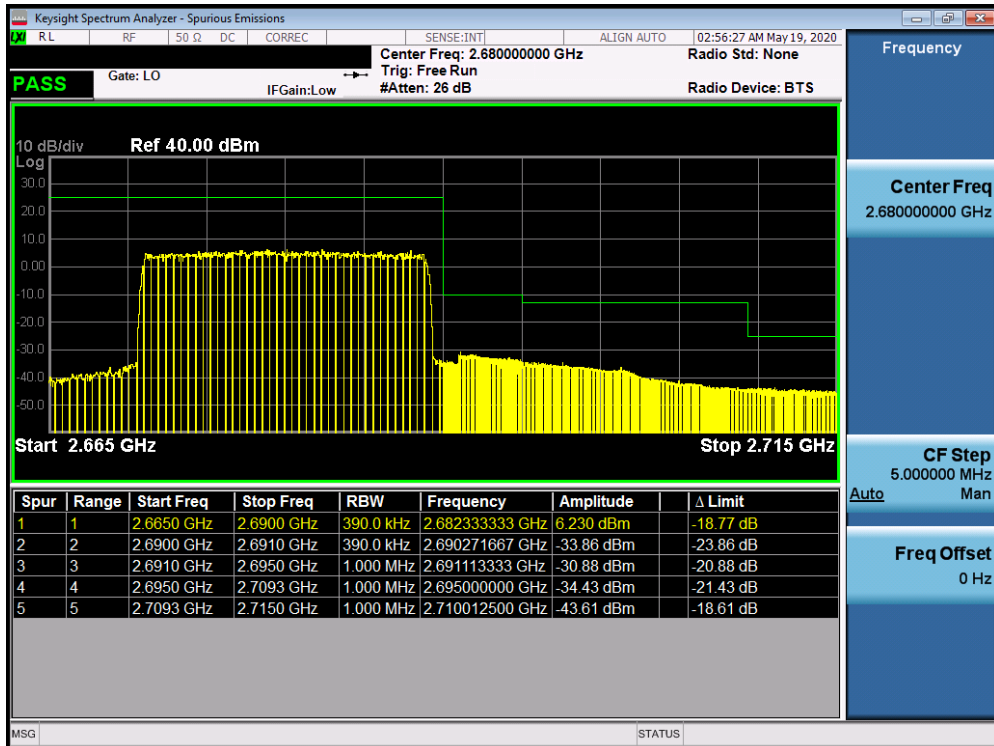 Keysight Spectrum Analyzer - Spurious Emissions
LXI RL RF 50 Ω DC CORREC SENSE:INT ALIGN AUTO 02:56:27 AM May 19, 2020
Center Freq: 2.680000000 GHz Radio Std: None
Gate: LO Trig: Free Run
PASS IFGain:Low #Atten: 26 dB Radio Device: BTS
10 dB/div Ref 40.00 dBm
Log
30.0
20.0
10.0
0.00
-10.0
-20.0
-30.0
-40.0
-50.0
Start 2.665 GHz Stop 2.715 GHz
Spur Range Start Freq Stop Freq RBW Frequency Amplitude Δ Limit
1 1 2.6650 GHz 2.6900 GHz 390.0 kHz 2.682333333 GHz 6.230 dBm -18.77 dB
2 2 2.6900 GHz 2.6910 GHz 390.0 kHz 2.690271667 GHz -33.86 dBm -23.86 dB
3 3 2.6910 GHz 2.6950 GHz 1.000 MHz 2.691113333 GHz -30.88 dBm -20.88 dB
4 4 2.6950 GHz 2.7093 GHz 1.000 MHz 2.695000000 GHz -34.43 dBm -21.43 dB
5 5 2.7093 GHz 2.7150 GHz 1.000 MHz 2.710012500 GHz -43.61 dBm -18.61 dB
MSG STATUS
Frequency
Center Freq
2.680000000 GHz
CF Step
5.000000 MHz
Auto Man
Freq Offset
0 Hz